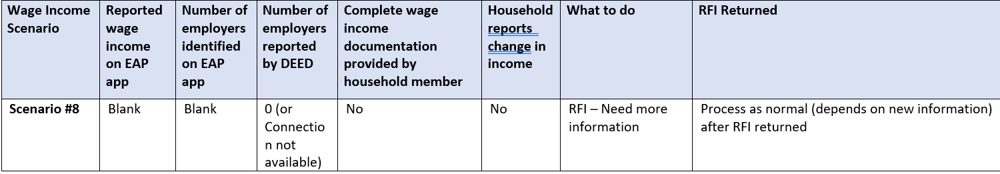 Wage Income
Scenario
Reported
wage
income
on EAP
app
Number of
employers
identified
on EAP
app
Number of
employers
reported
by DEED
Complete wage
income
documentation
provided by
household member
Household
reports
change in
income
What to do
RFI Returned
Scenario #8
Blank
Blank
0 (or
Connectio
n not
available)
No
No
RFI – Need more
information
Process as normal (depends on new information)
after RFI returned